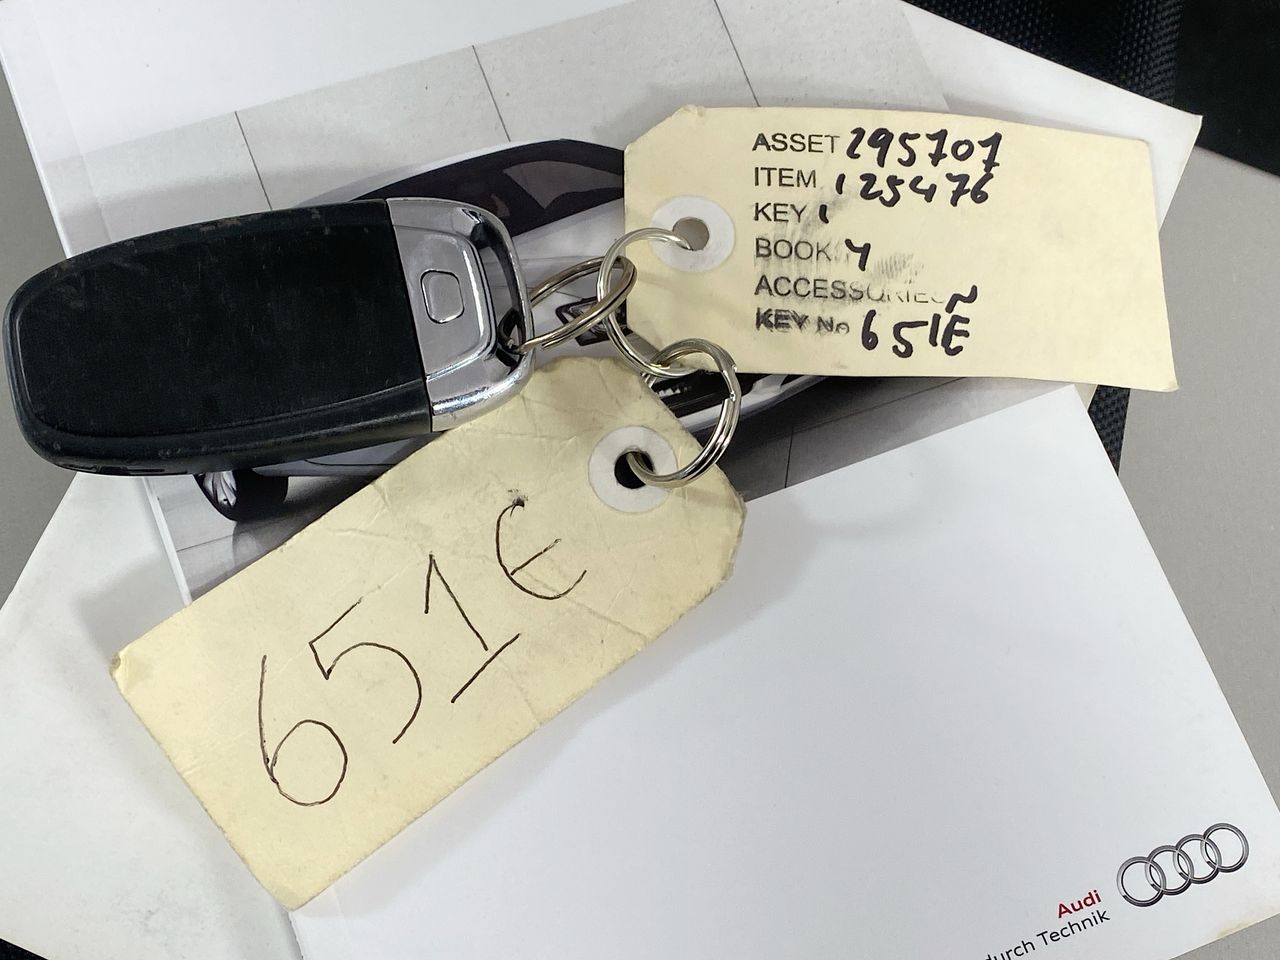 ASSET 295707
ITEM 125476
KEY 1
BOOK Y
ACCESSORIES
KEY No 651E
651E
Audi
durch Technik